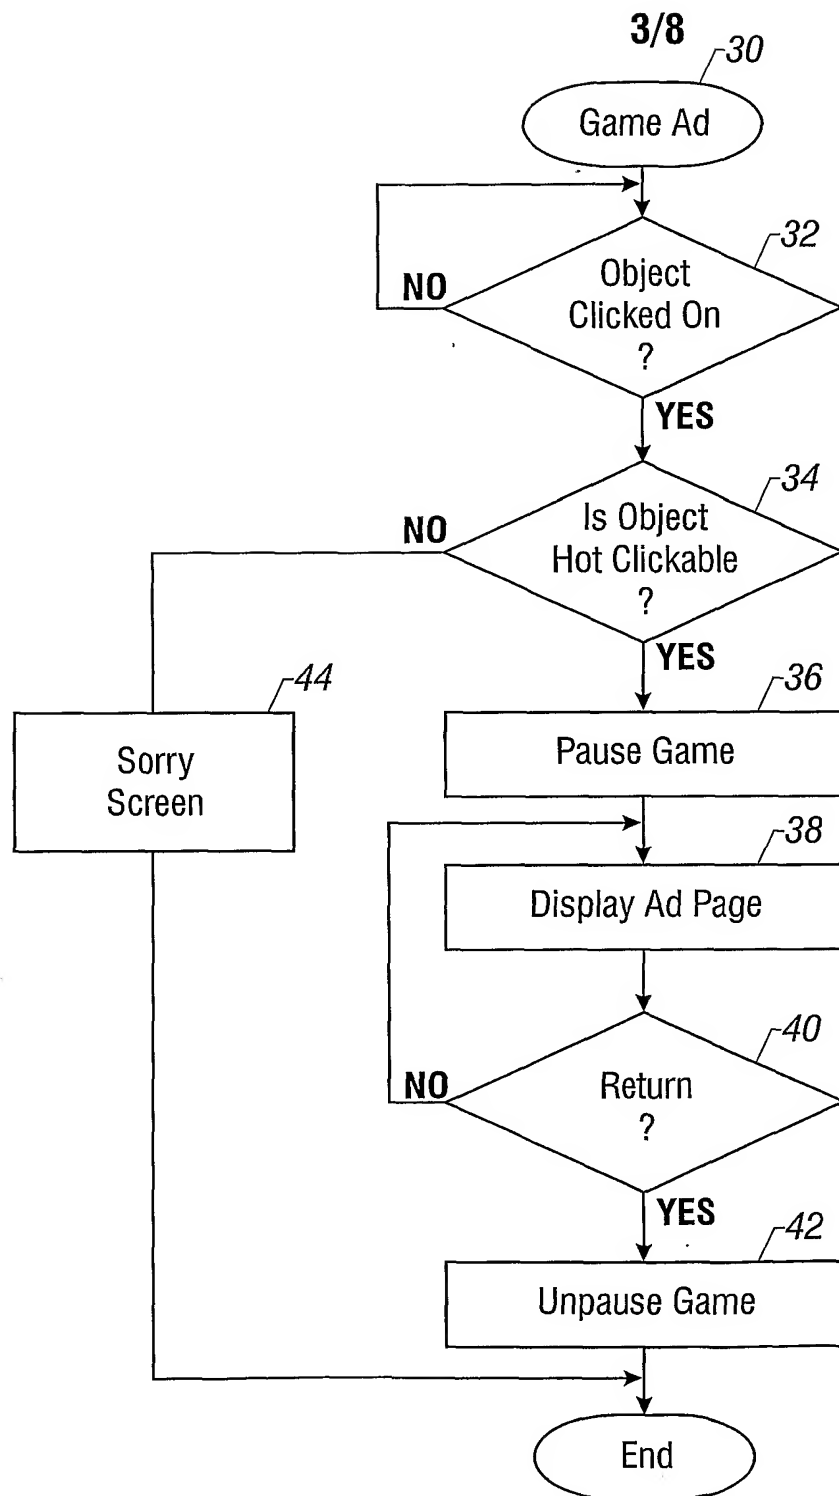 3/8
30
Game Ad
32
Object
Clicked On
?
NO
YES
34
Is Object
Hot Clickable
?
NO
YES
36
Pause Game
44
Sorry
Screen
38
Display Ad Page
40
Return
?
NO
YES
42
Unpause Game
End